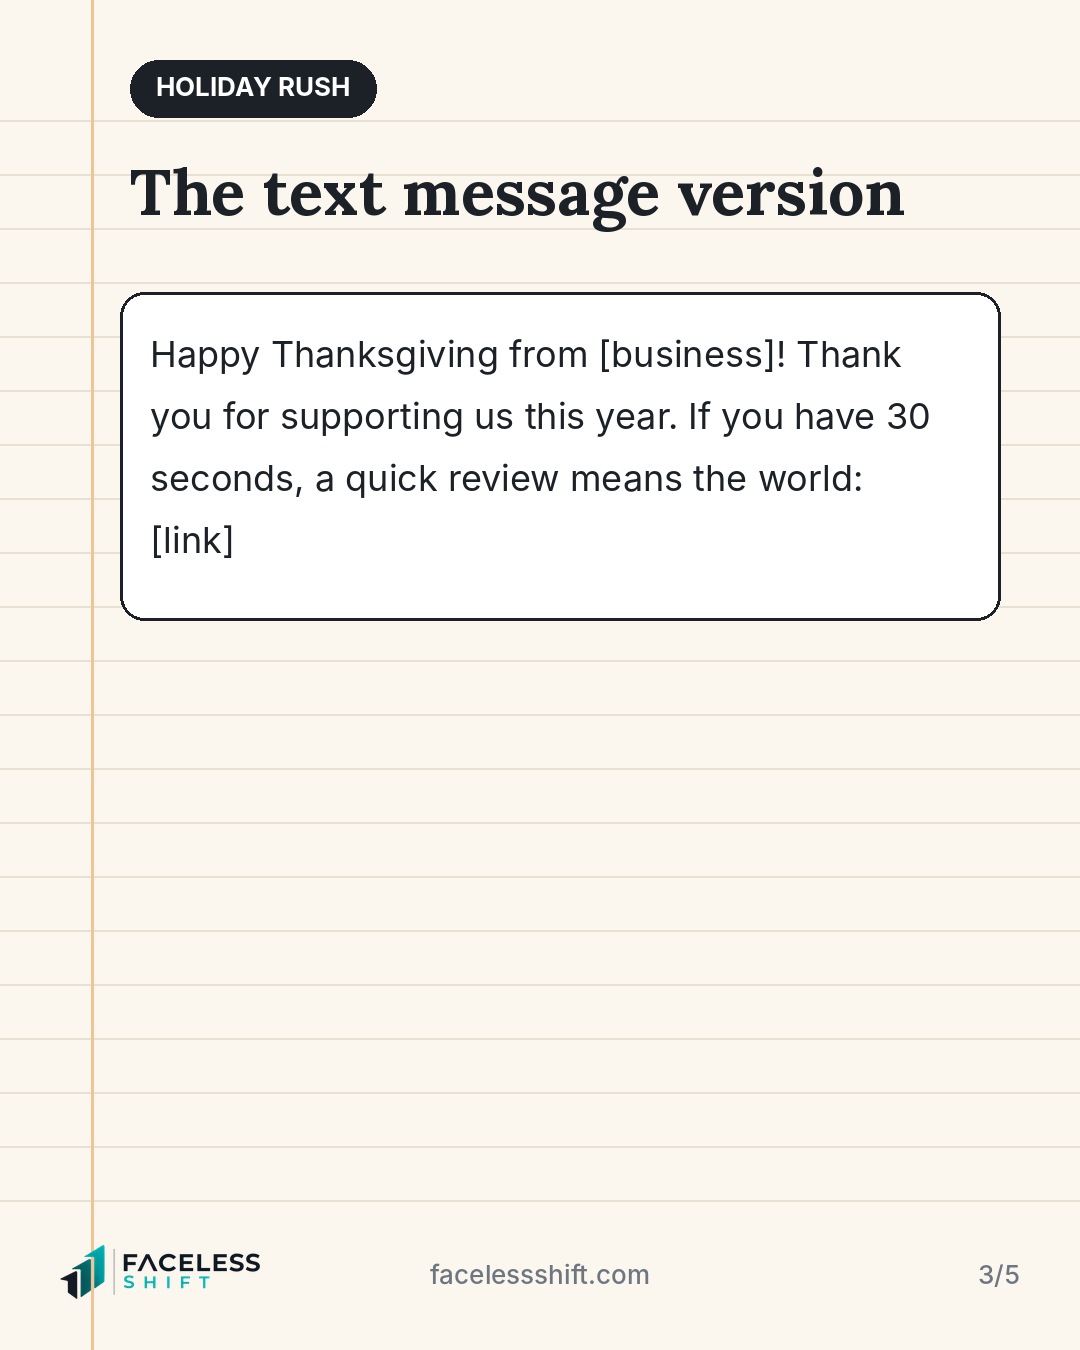 HOLIDAY RUSH
The text message version
Happy Thanksgiving from [business]! Thank
you for supporting us this year. If you have 30
seconds, a quick review means the world:
[link]
FACELESS
SHIFT
facelessshift.com
3/5